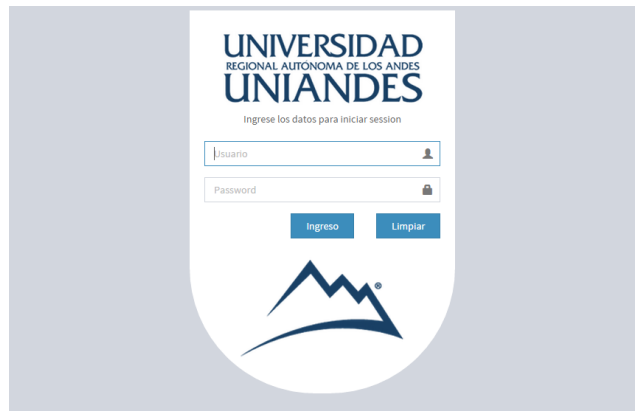 UNIVERSIDAD
REGIONAL AUTÓNOMA DE LOS ANDES
UNIANDES
Ingrese los datos para iniciar session
Usuario
Password
Ingreso
Limpiar
®